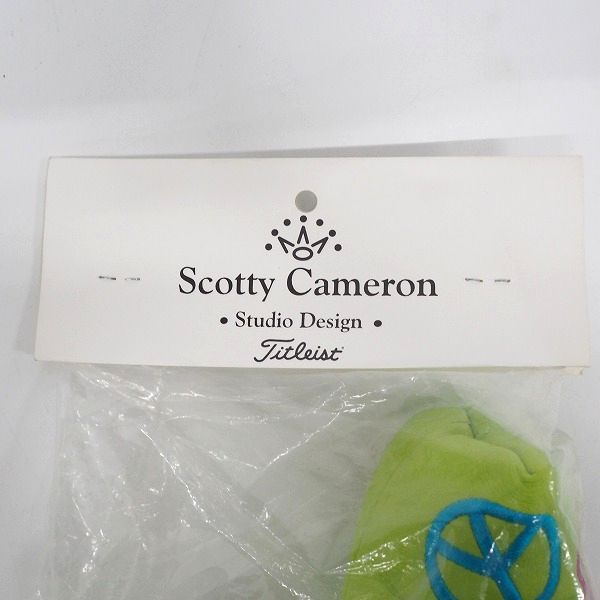 Scotty Cameron
• Studio Design •
Titleist